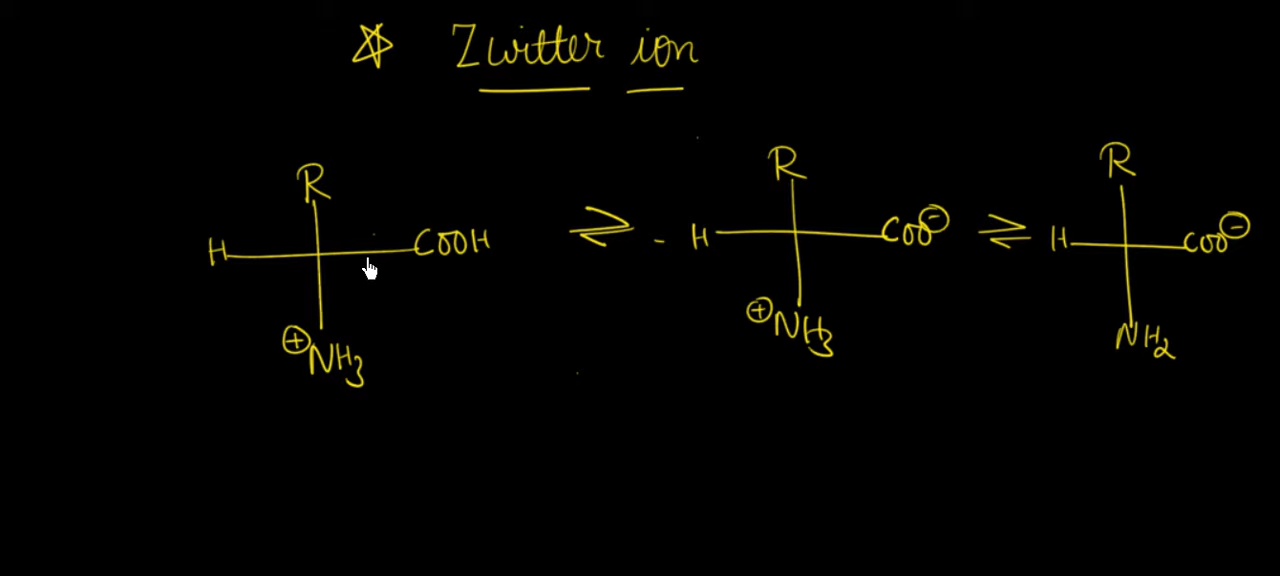 ☆ Zwitter ion
R R R
H COOH ⇌ - H COO⊖ ⇌ H COO⊖
⊕NH3 ⊕NH3 NH2